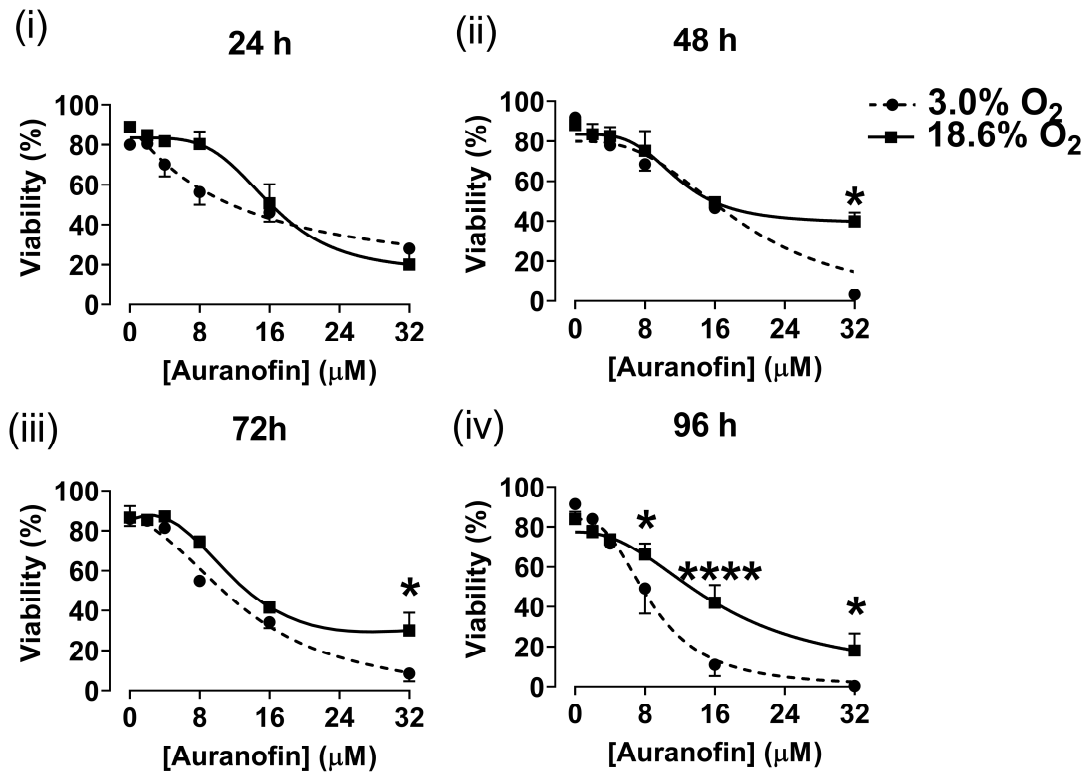 (i)
24 h
100
80
60
40
20
0
Viability (%)
0 8 16 24 32
[Auranofin] (μM)
(ii)
48 h
100
80
60
40
20
0
Viability (%)
*
0 8 16 24 32
[Auranofin] (μM)
3.0% O2
18.6% O2
(iii)
72h
100
80
60
40
20
0
Viability (%)
*
0 8 16 24 32
[Auranofin] (μM)
(iv)
96 h
100
80
60
40
20
0
Viability (%)
*
****
*
0 8 16 24 32
[Auranofin] (μM)